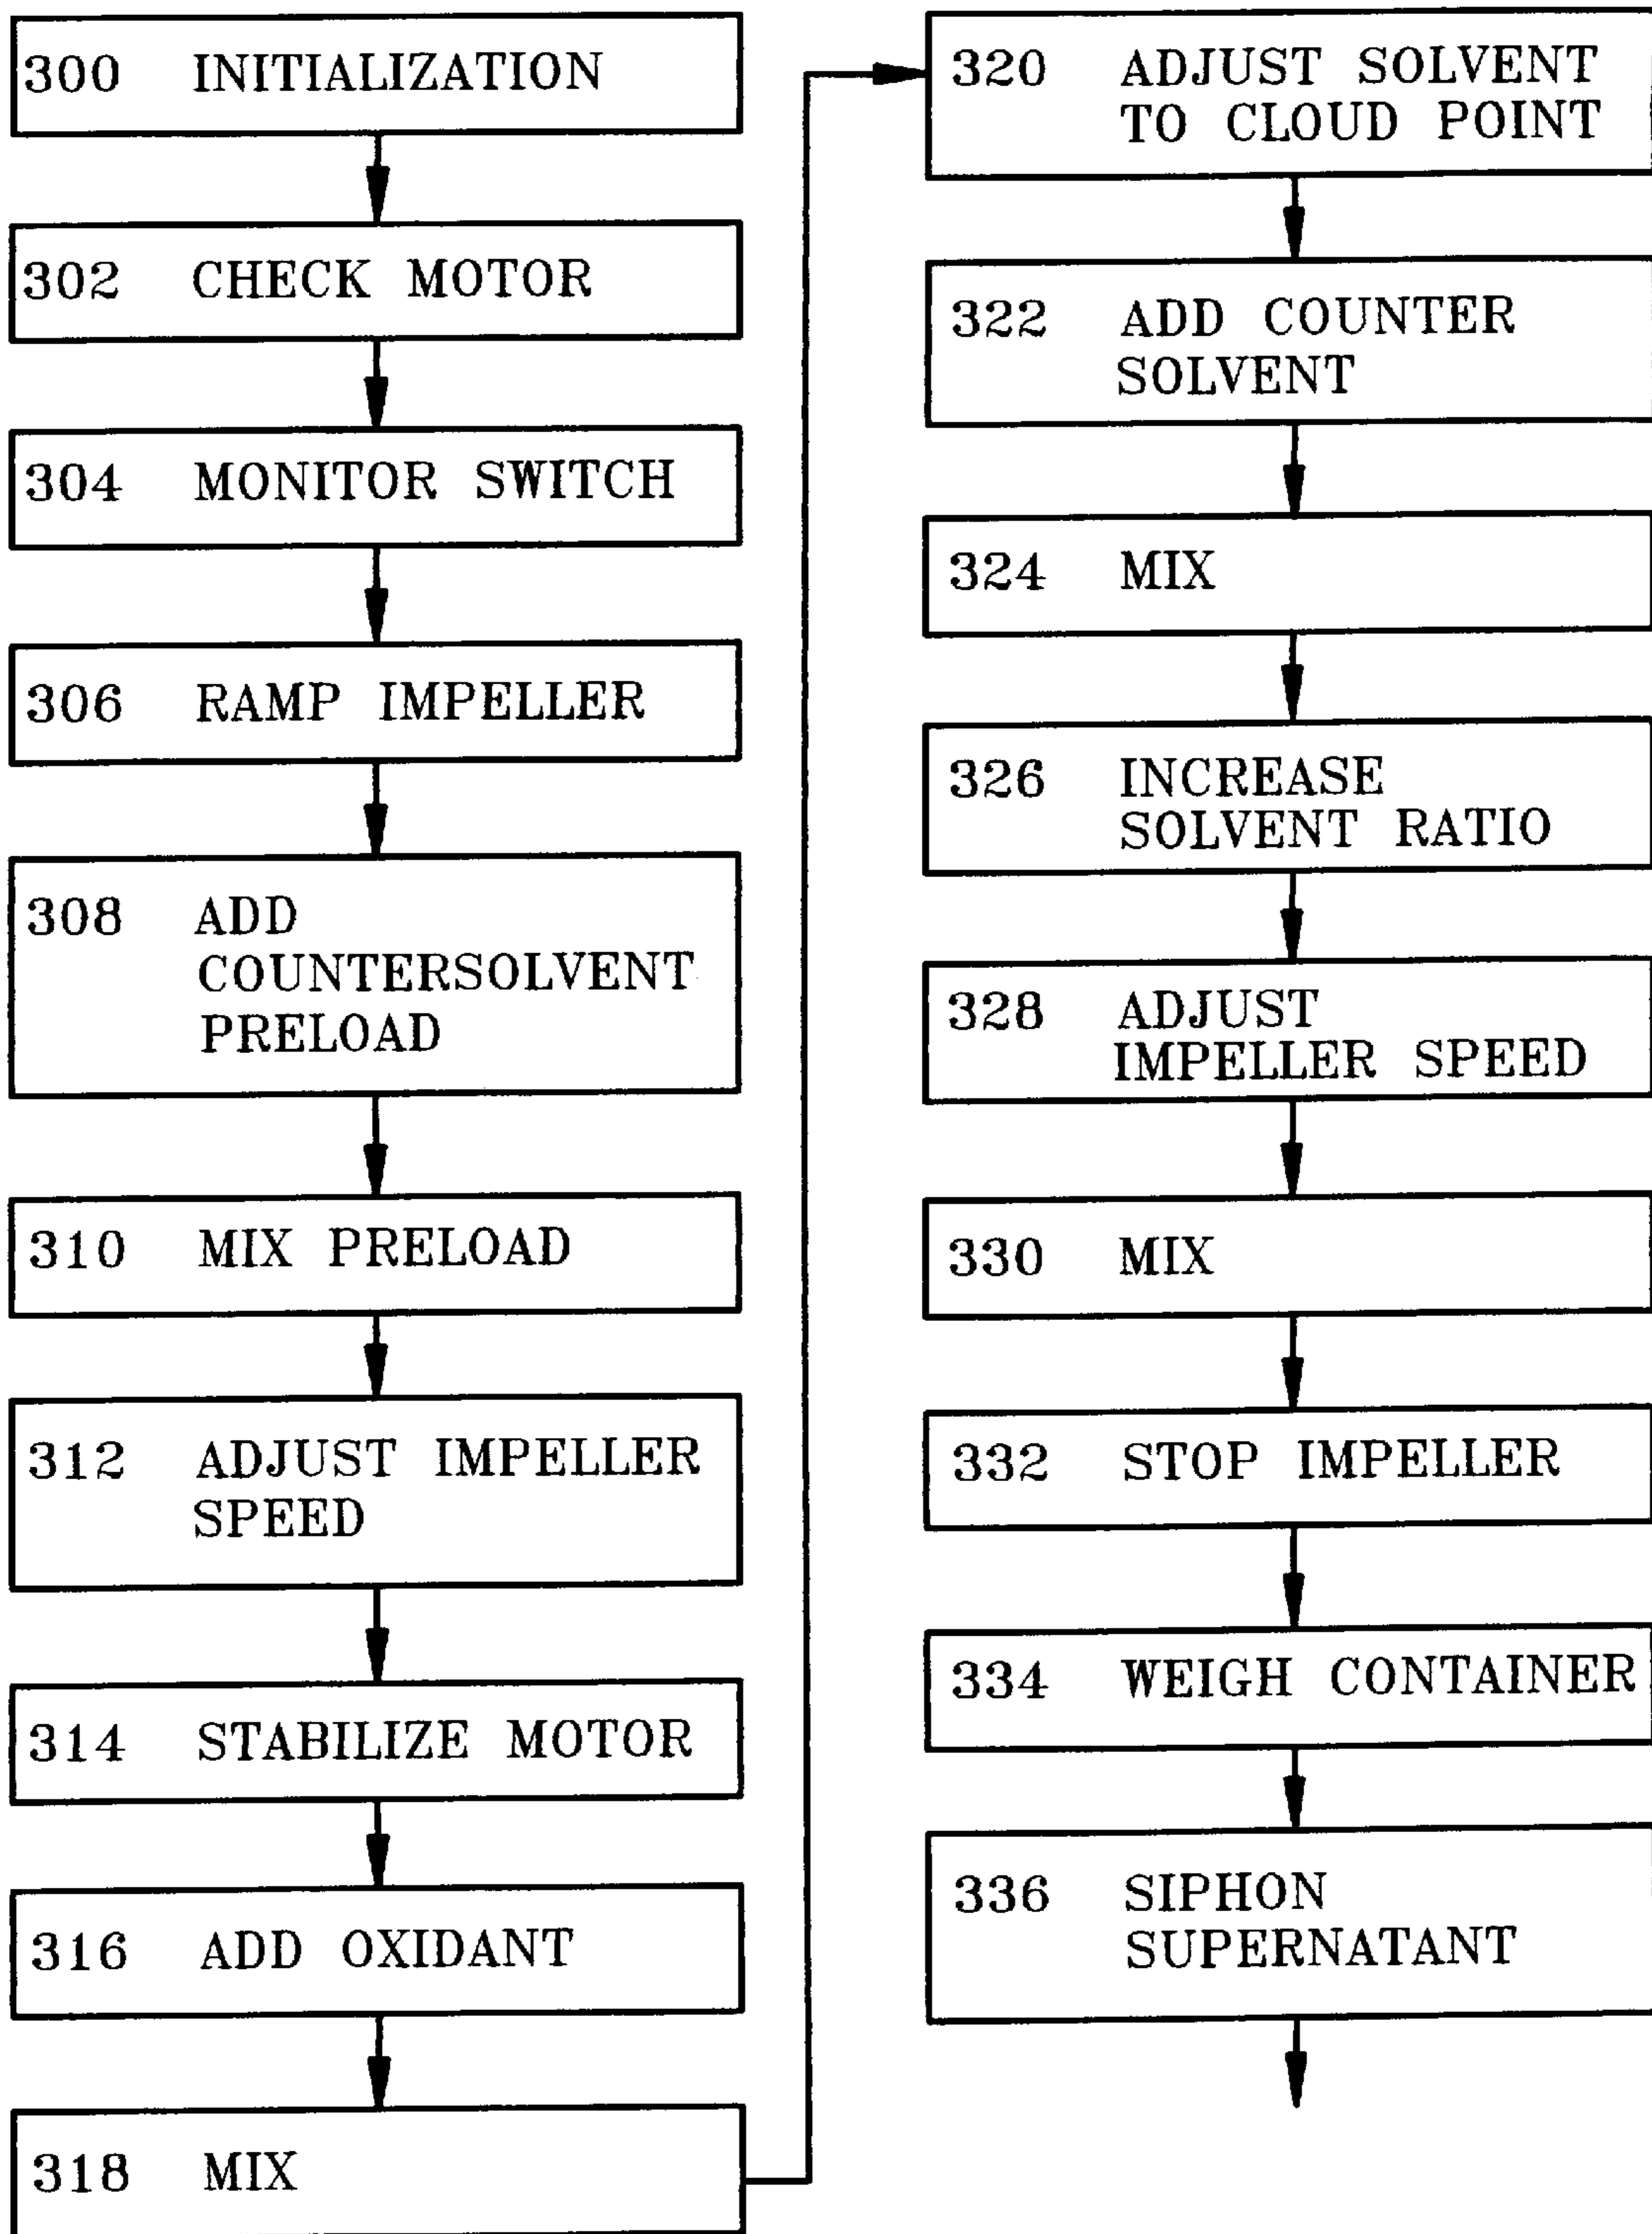 300 INITIALIZATION
302 CHECK MOTOR
304 MONITOR SWITCH
306 RAMP IMPELLER
308 ADD
COUNTERSOLVENT
PRELOAD
310 MIX PRELOAD
312 ADJUST IMPELLER
SPEED
314 STABILIZE MOTOR
316 ADD OXIDANT
318 MIX
320 ADJUST SOLVENT
TO CLOUD POINT
322 ADD COUNTER
SOLVENT
324 MIX
326 INCREASE
SOLVENT RATIO
328 ADJUST
IMPELLER SPEED
330 MIX
332 STOP IMPELLER
334 WEIGH CONTAINER
336 SIPHON
SUPERNATANT